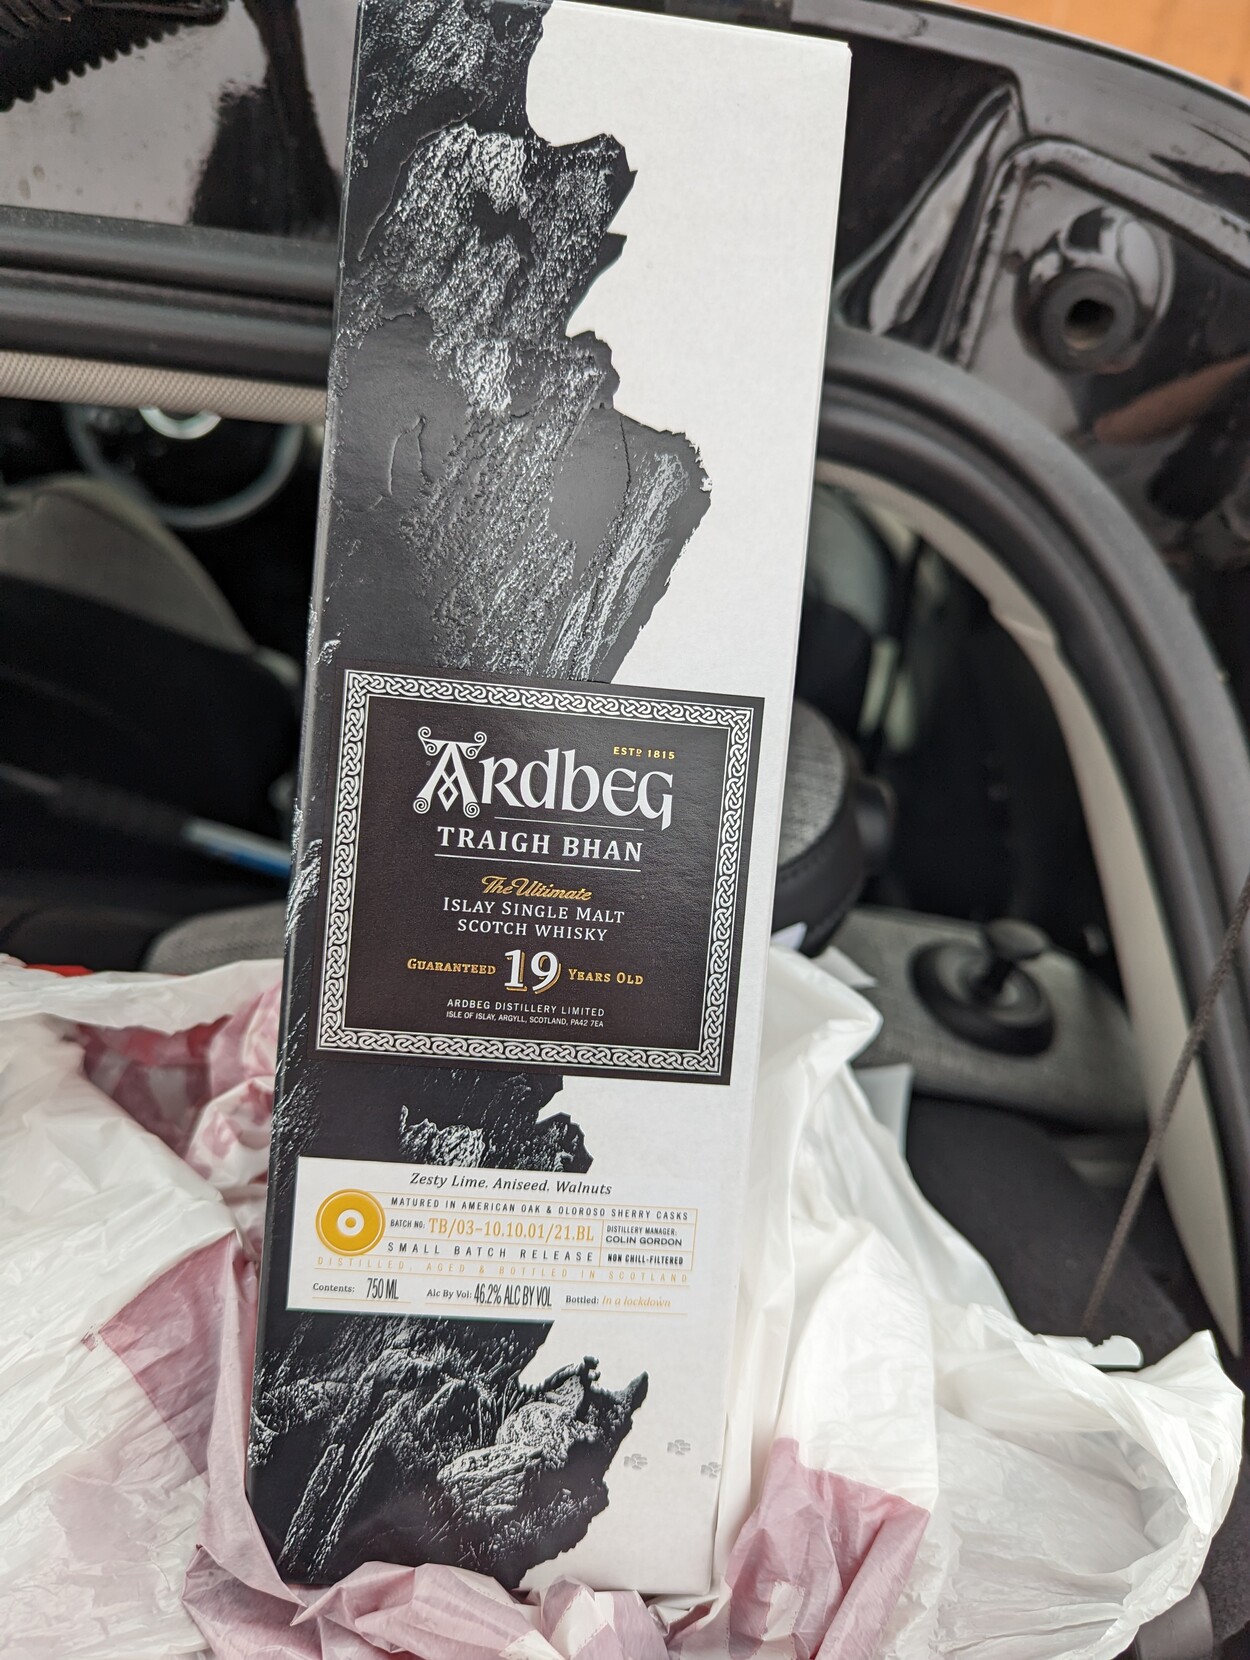 ESTD 1815
ARDBEG
TRAIGH BHAN
The Ultimate
ISLAY SINGLE MALT
SCOTCH WHISKY
GUARANTEED 19 YEARS OLD
ARDBEG DISTILLERY LIMITED
ISLE OF ISLAY, ARGYLL, SCOTLAND, PA42 7EA
Zesty Lime, Aniseed, Walnuts
MATURED IN AMERICAN OAK & OLOROSO SHERRY CASKS
BATCH NO: TB/03-10.10.01/21.BL
DISTILLERY MANAGER:
COLIN GORDON
SMALL BATCH RELEASE
NON CHILL-FILTERED
DISTILLED, AGED & BOTTLED IN SCOTLAND
Contents: 750 ML Alc By Vol: 46.2% ALC BY VOL Bottled: In a lockdown